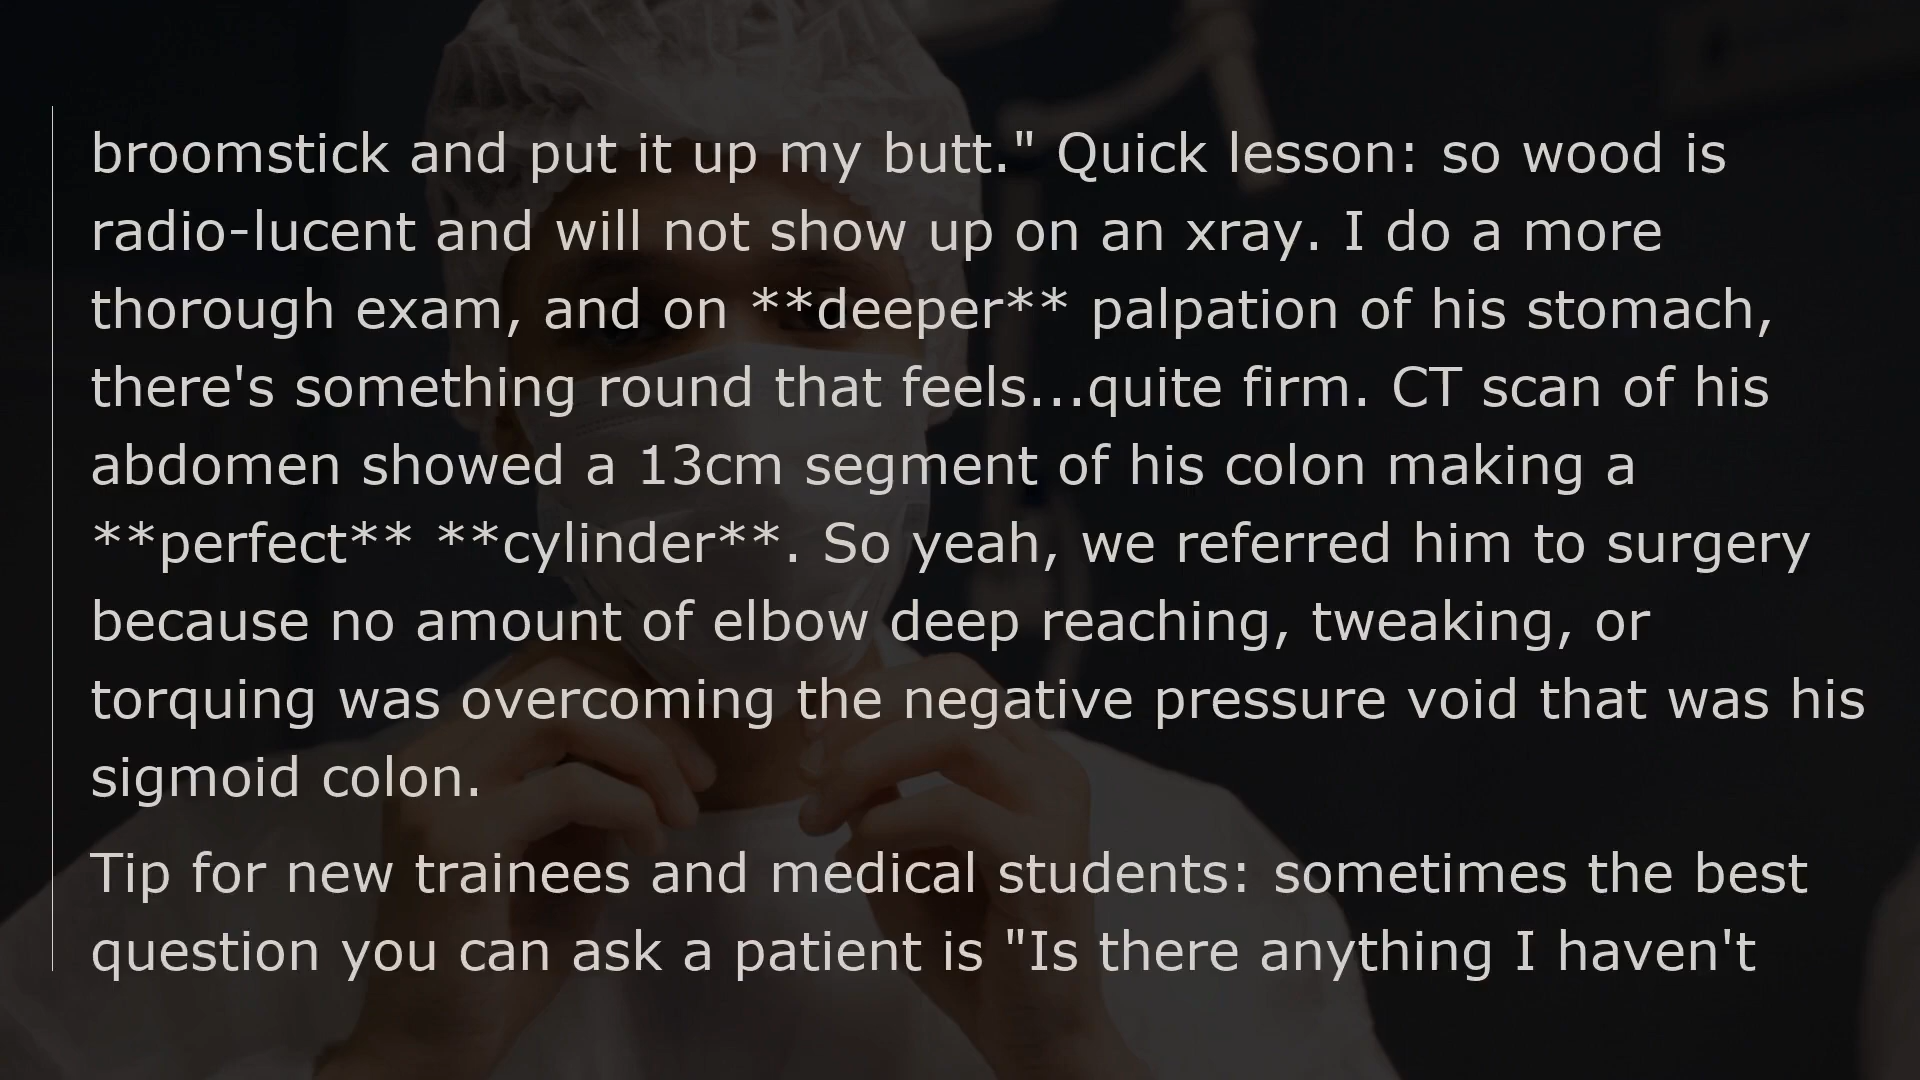 broomstick and put it up my butt." Quick lesson: so wood is
radio-lucent and will not show up on an xray. I do a more
thorough exam, and on **deeper** palpation of his stomach,
there's something round that feels...quite firm. CT scan of his
abdomen showed a 13cm segment of his colon making a
**perfect** **cylinder**. So yeah, we referred him to surgery
because no amount of elbow deep reaching, tweaking, or
torquing was overcoming the negative pressure void that was his
sigmoid colon.
Tip for new trainees and medical students: sometimes the best
question you can ask a patient is "Is there anything I haven't